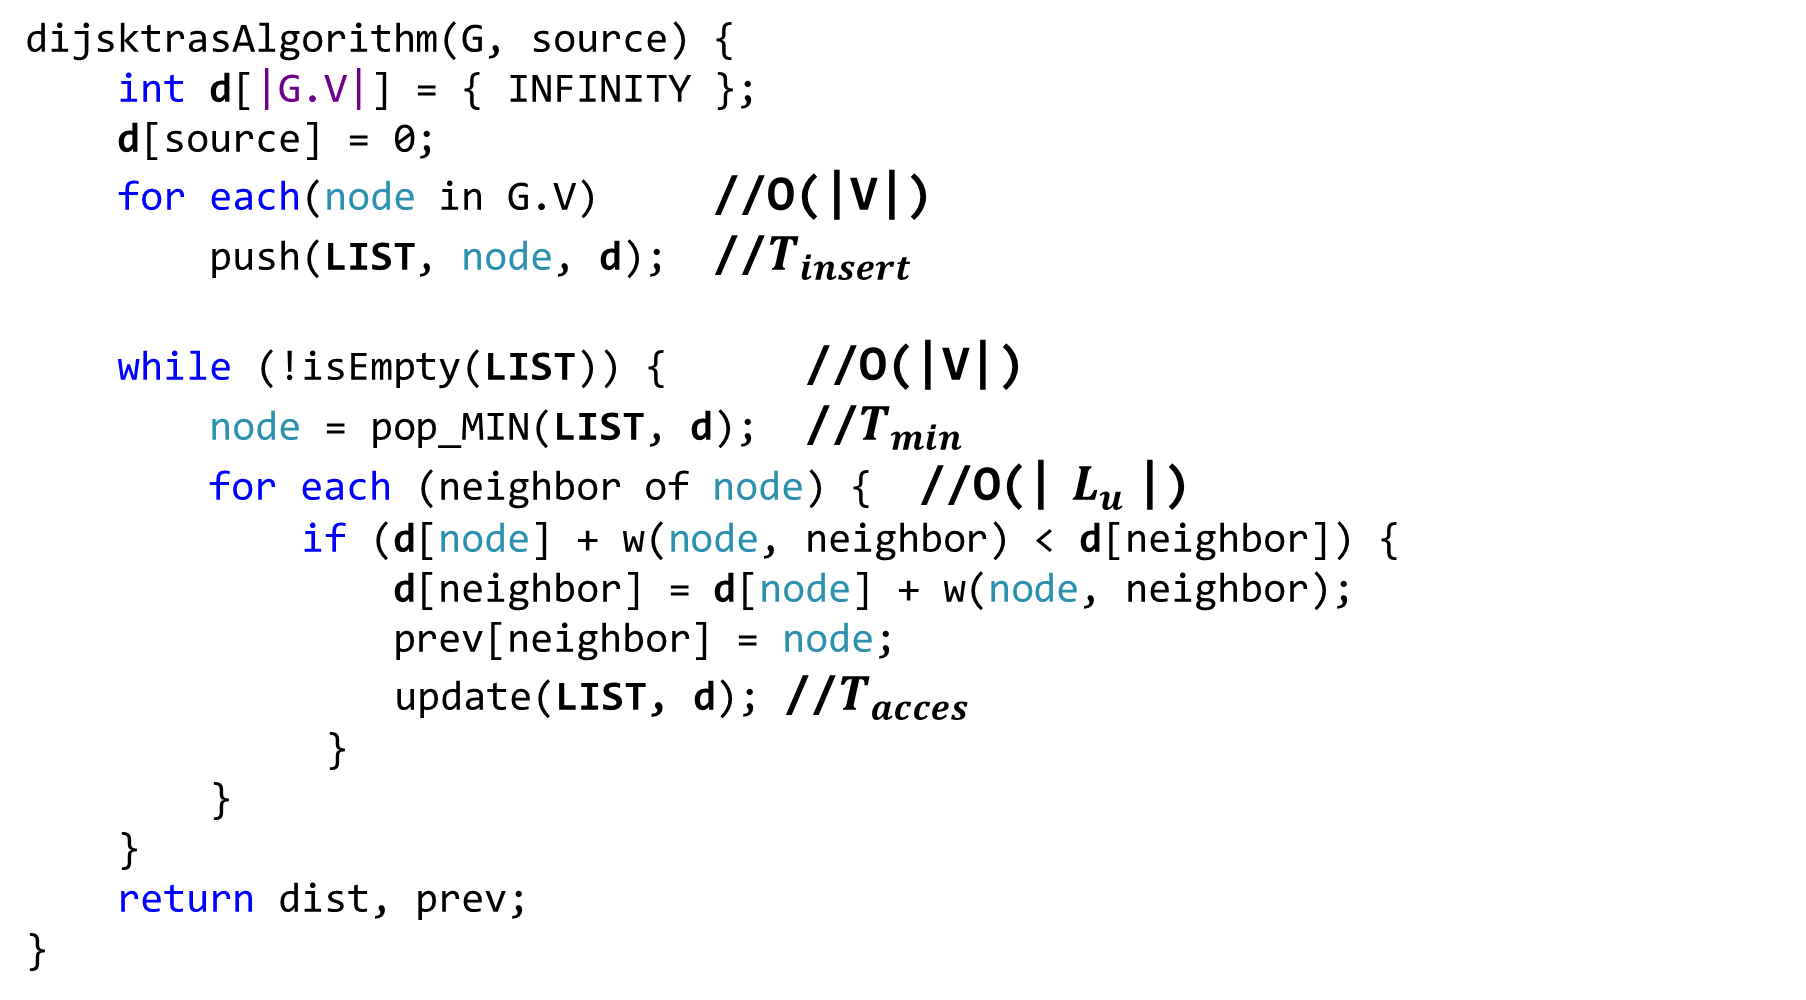 dijsktrasAlgorithm(G, source) {
int d[|G.V|] = { INFINITY };
d[source] = 0;
for each(node in G.V) //O(|V|)
push(LIST, node, d); //T_insert
while (!isEmpty(LIST)) { //O(|V|)
node = pop_MIN(LIST, d); //T_min
for each (neighbor of node) { //O(| L_u |)
if (d[node] + w(node, neighbor) < d[neighbor]) {
d[neighbor] = d[node] + w(node, neighbor);
prev[neighbor] = node;
update(LIST, d); //T_acces
}
}
}
return dist, prev;
}